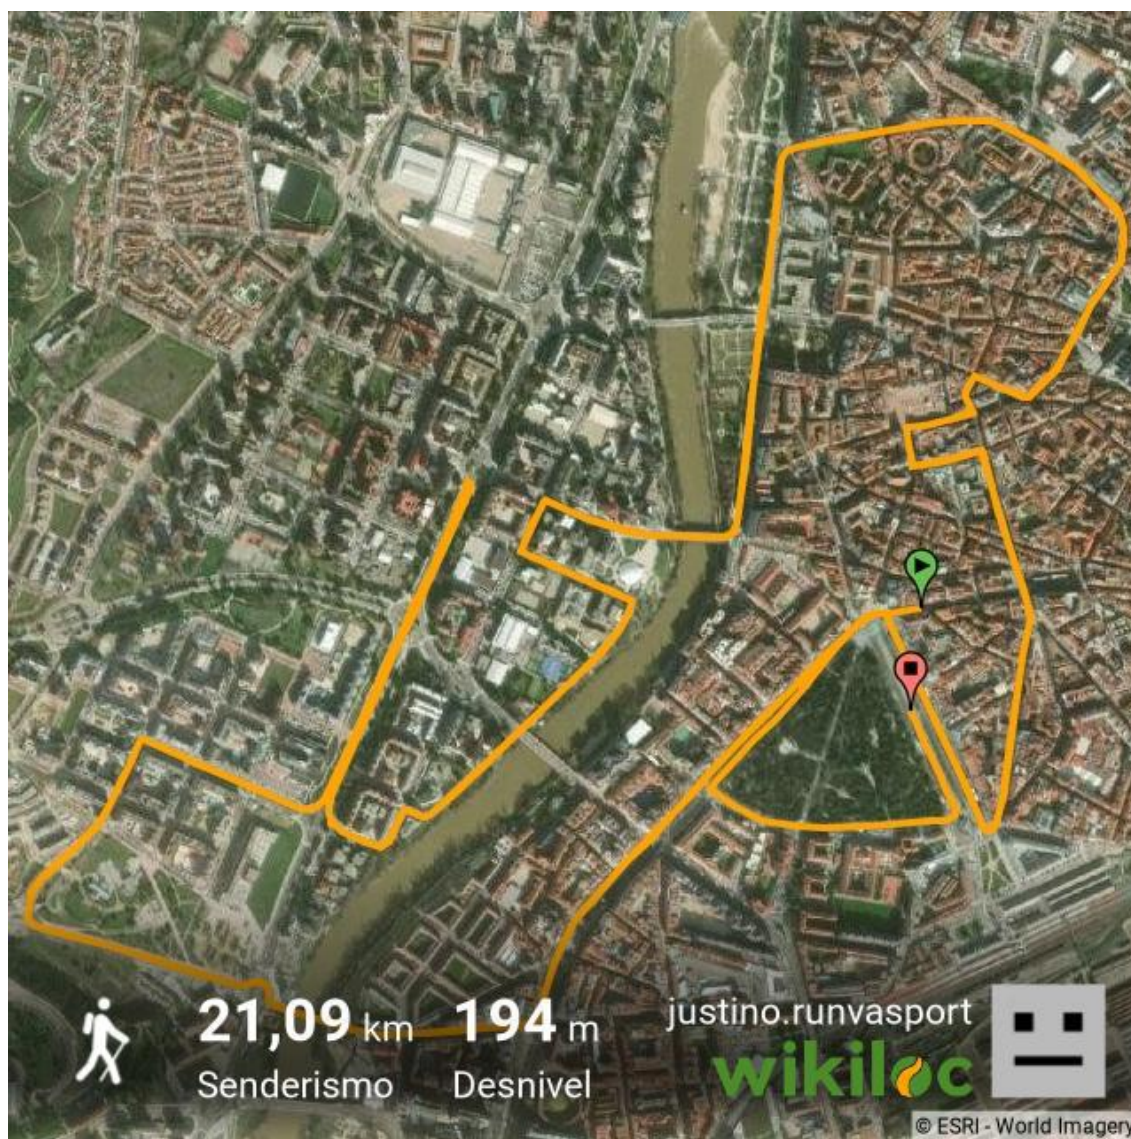 21,09 km
Senderismo
194 m
Desnivel
justino.runvasport
wikiloc
© ESRI - World Imagery